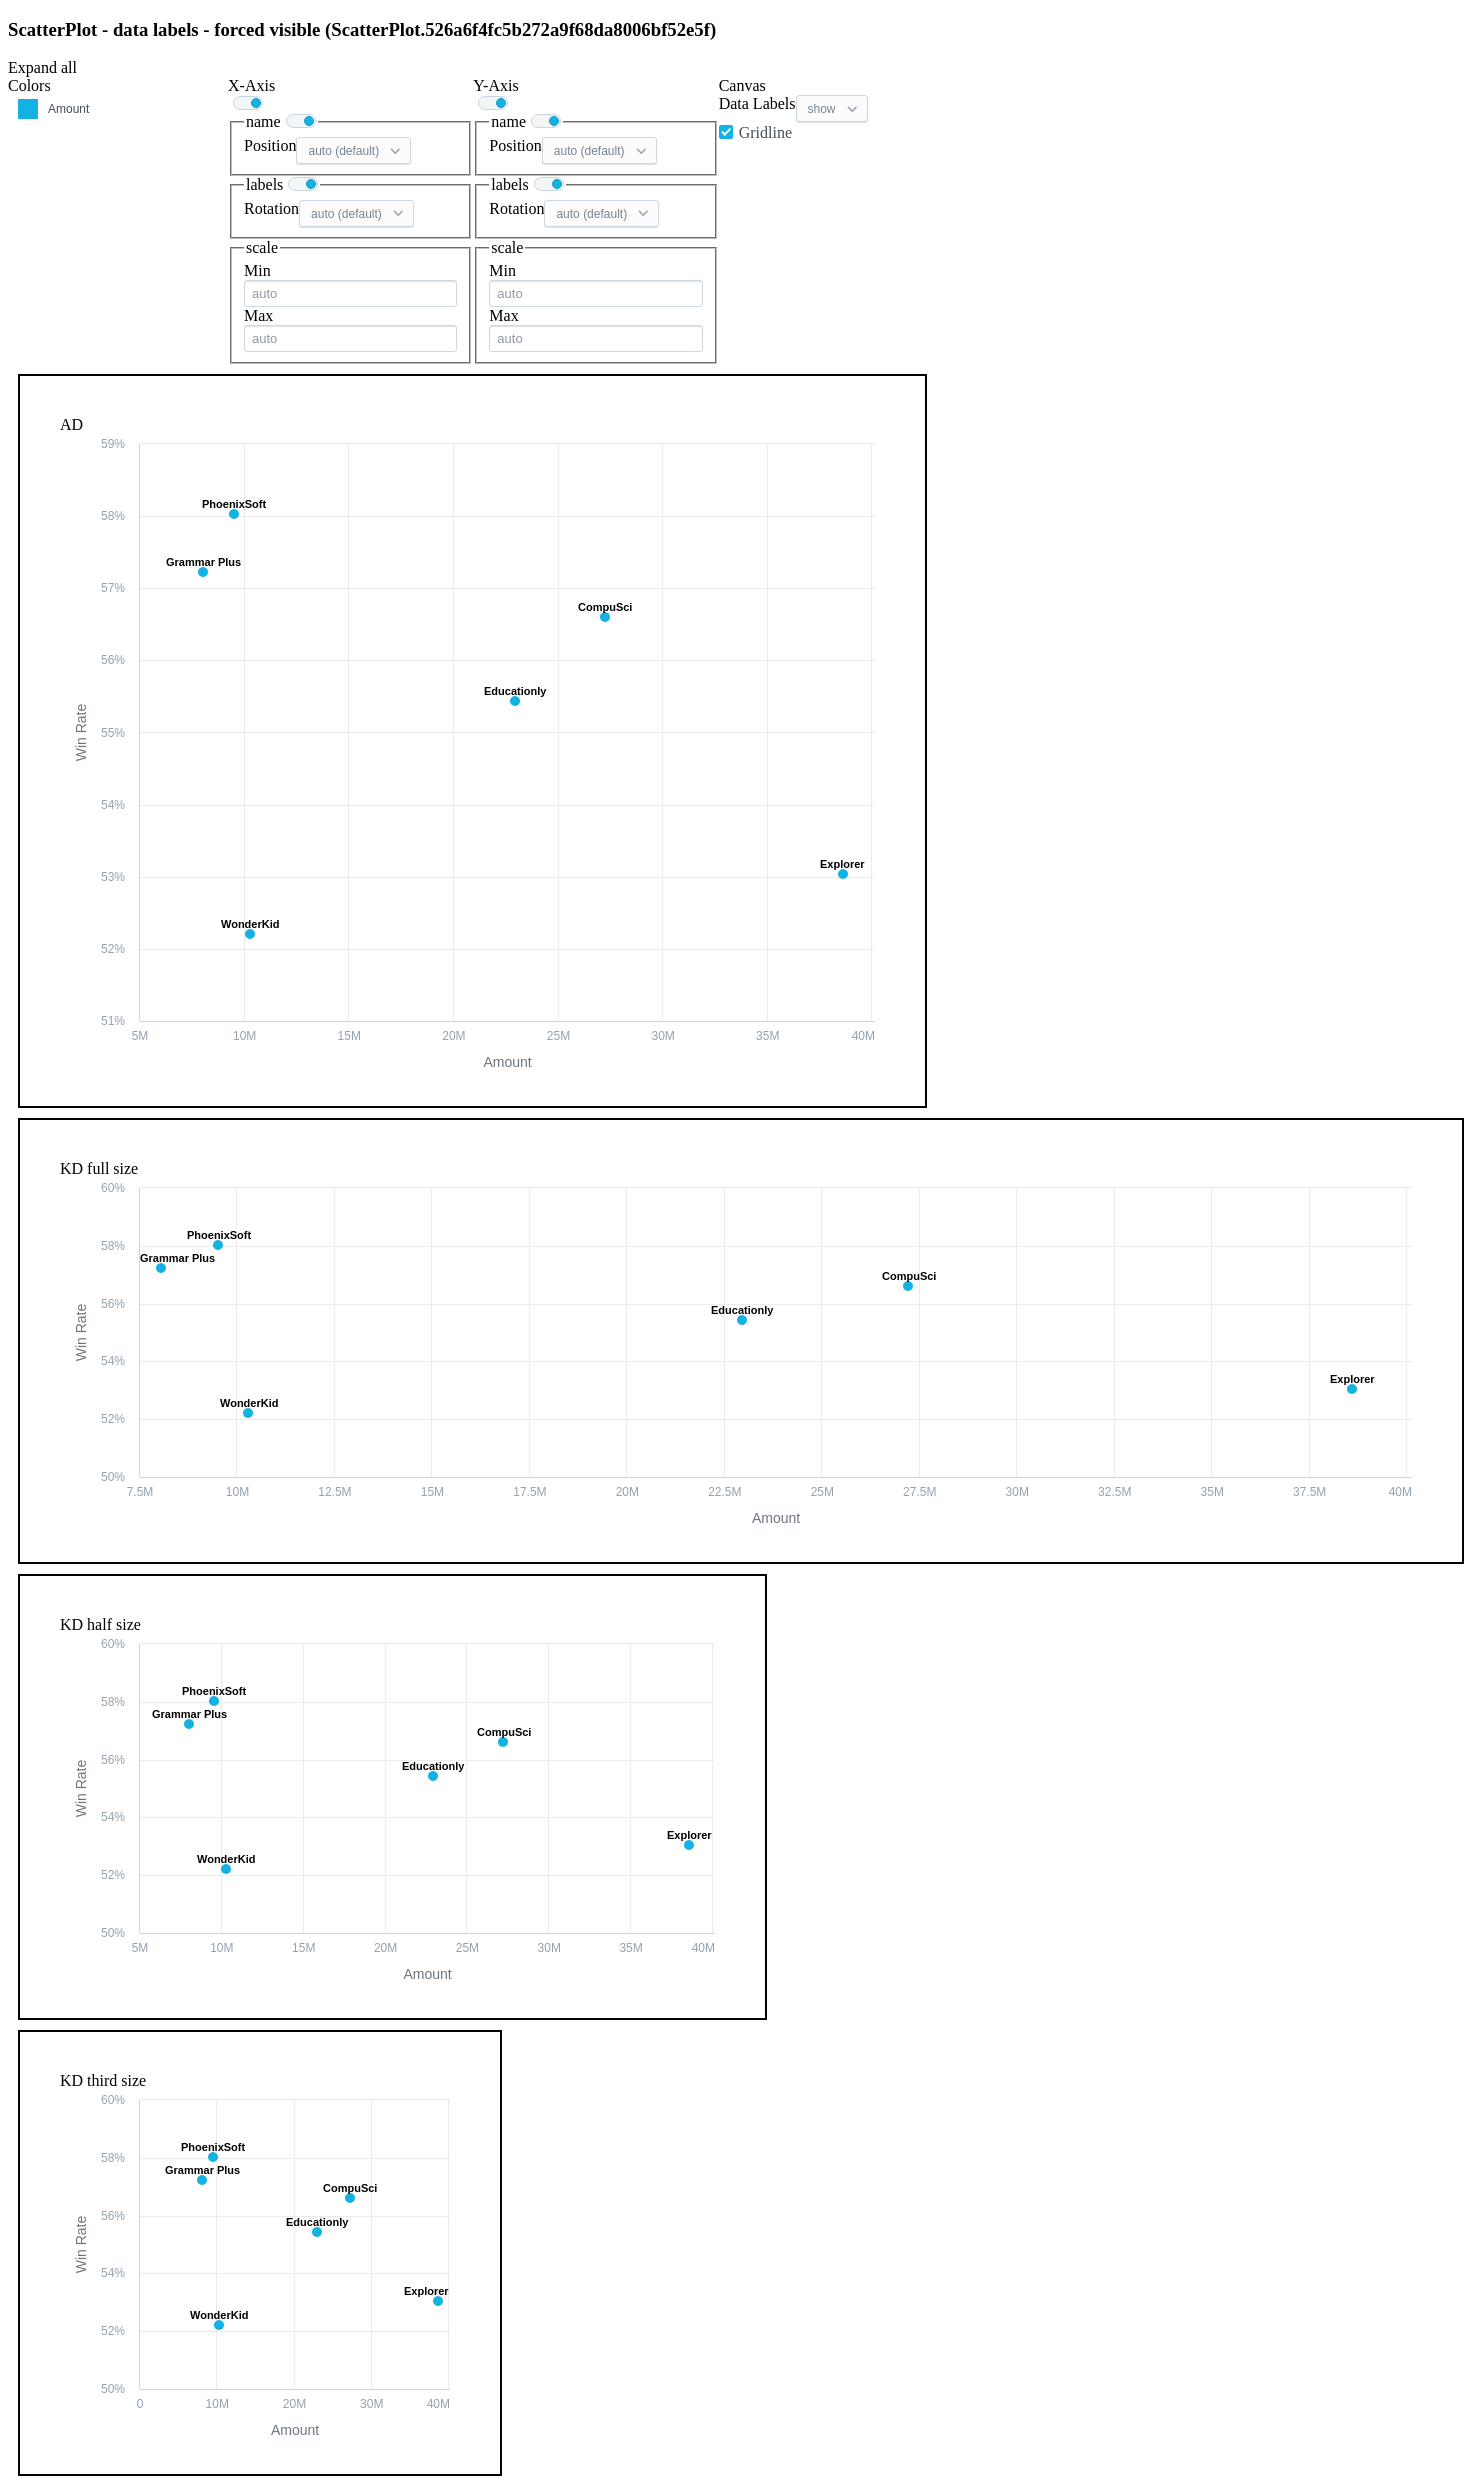 ScatterPlot - data labels - forced visible (ScatterPlot.526a6f4fc5b272a9f68da8006bf52e5f)
Expand all
Colors
Amount
X-Axis
name
Position auto (default)
labels
Rotation auto (default)
scale
Min
auto
Max
auto
Y-Axis
name
Position auto (default)
labels
Rotation auto (default)
scale
Min
auto
Max
auto
Canvas
Data Labels show
Gridline
AD
59%
58%
57%
56%
55%
54%
53%
52%
51%
Win Rate
PhoenixSoft
Grammar Plus
CompuSci
Educationly
Explorer
WonderKid
5M 10M 15M 20M 25M 30M 35M 40M
Amount
KD full size
60%
58%
56%
54%
52%
50%
Win Rate
PhoenixSoft
Grammar Plus
CompuSci
Educationly
Explorer
WonderKid
7.5M 10M 12.5M 15M 17.5M 20M 22.5M 25M 27.5M 30M 32.5M 35M 37.5M 40M
Amount
KD half size
60%
58%
56%
54%
52%
50%
Win Rate
PhoenixSoft
Grammar Plus
CompuSci
Educationly
Explorer
WonderKid
5M 10M 15M 20M 25M 30M 35M 40M
Amount
KD third size
60%
58%
56%
54%
52%
50%
Win Rate
PhoenixSoft
Grammar Plus
CompuSci
Educationly
Explorer
WonderKid
0 10M 20M 30M 40M
Amount